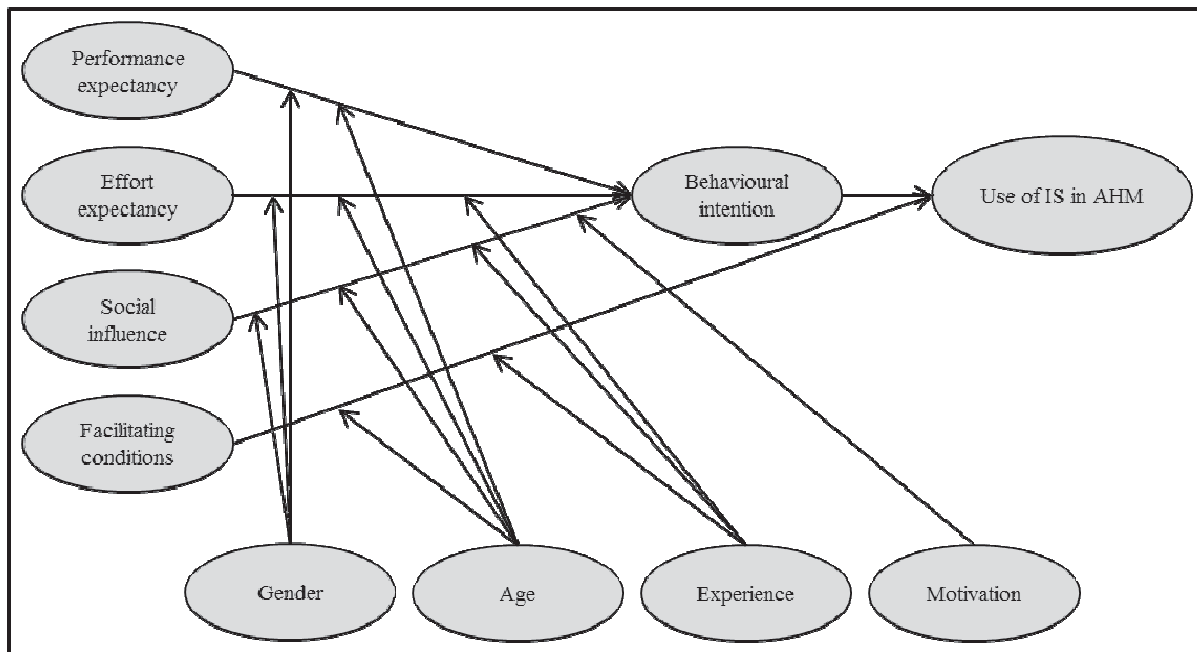 Performance
expectancy
Effort
expectancy
Behavioural
intention
Use of IS in AHM
Social
influence
Facilitating
conditions
Gender
Age
Experience
Motivation